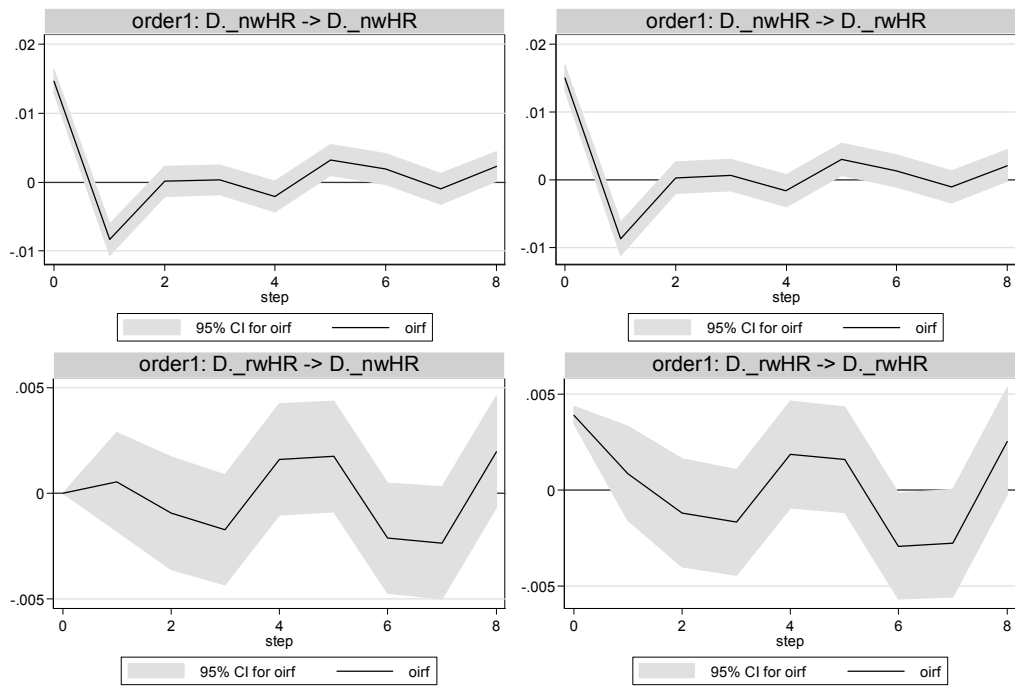 order1: D._nwHR -> D._nwHR
.02
.01
0
-.01
0 2 4 6 8
step
95% CI for oirf oirf
order1: D._nwHR -> D._rwHR
.02
.01
0
-.01
0 2 4 6 8
step
95% CI for oirf oirf
order1: D._rwHR -> D._nwHR
.005
0
-.005
0 2 4 6 8
step
95% CI for oirf oirf
order1: D._rwHR -> D._rwHR
.005
0
-.005
0 2 4 6 8
step
95% CI for oirf oirf